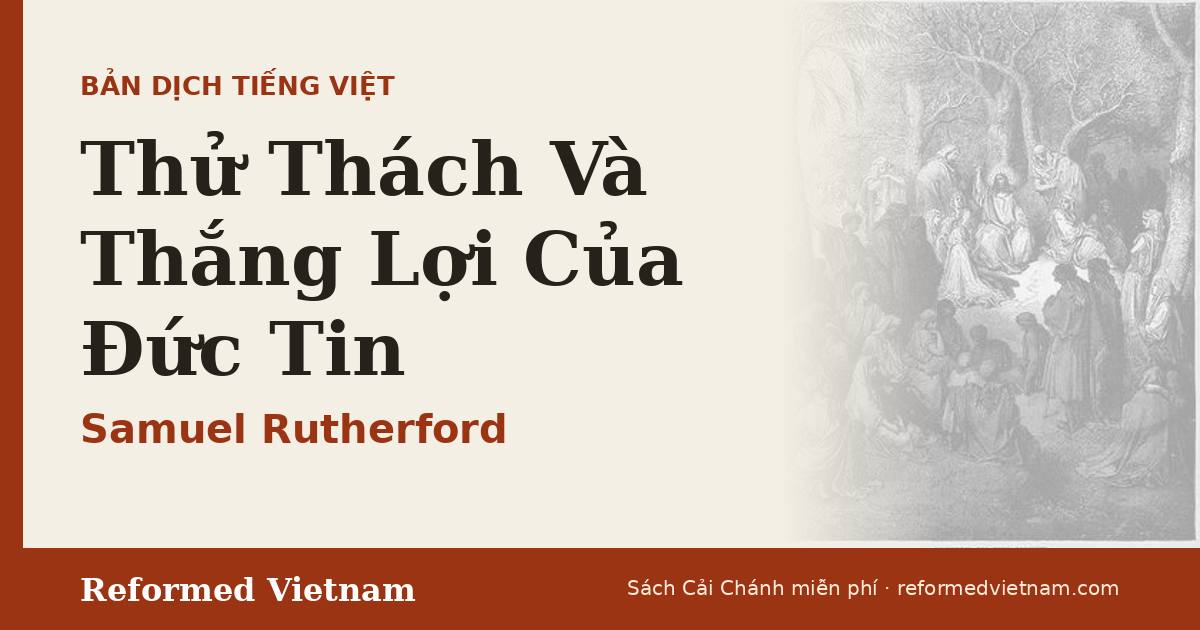 BẢN DỊCH TIẾNG VIỆT
Thử Thách Và
Thắng Lợi Của
Đức Tin
Samuel Rutherford
Reformed Vietnam
Sách Cải Chánh miễn phí · reformedvietnam.com